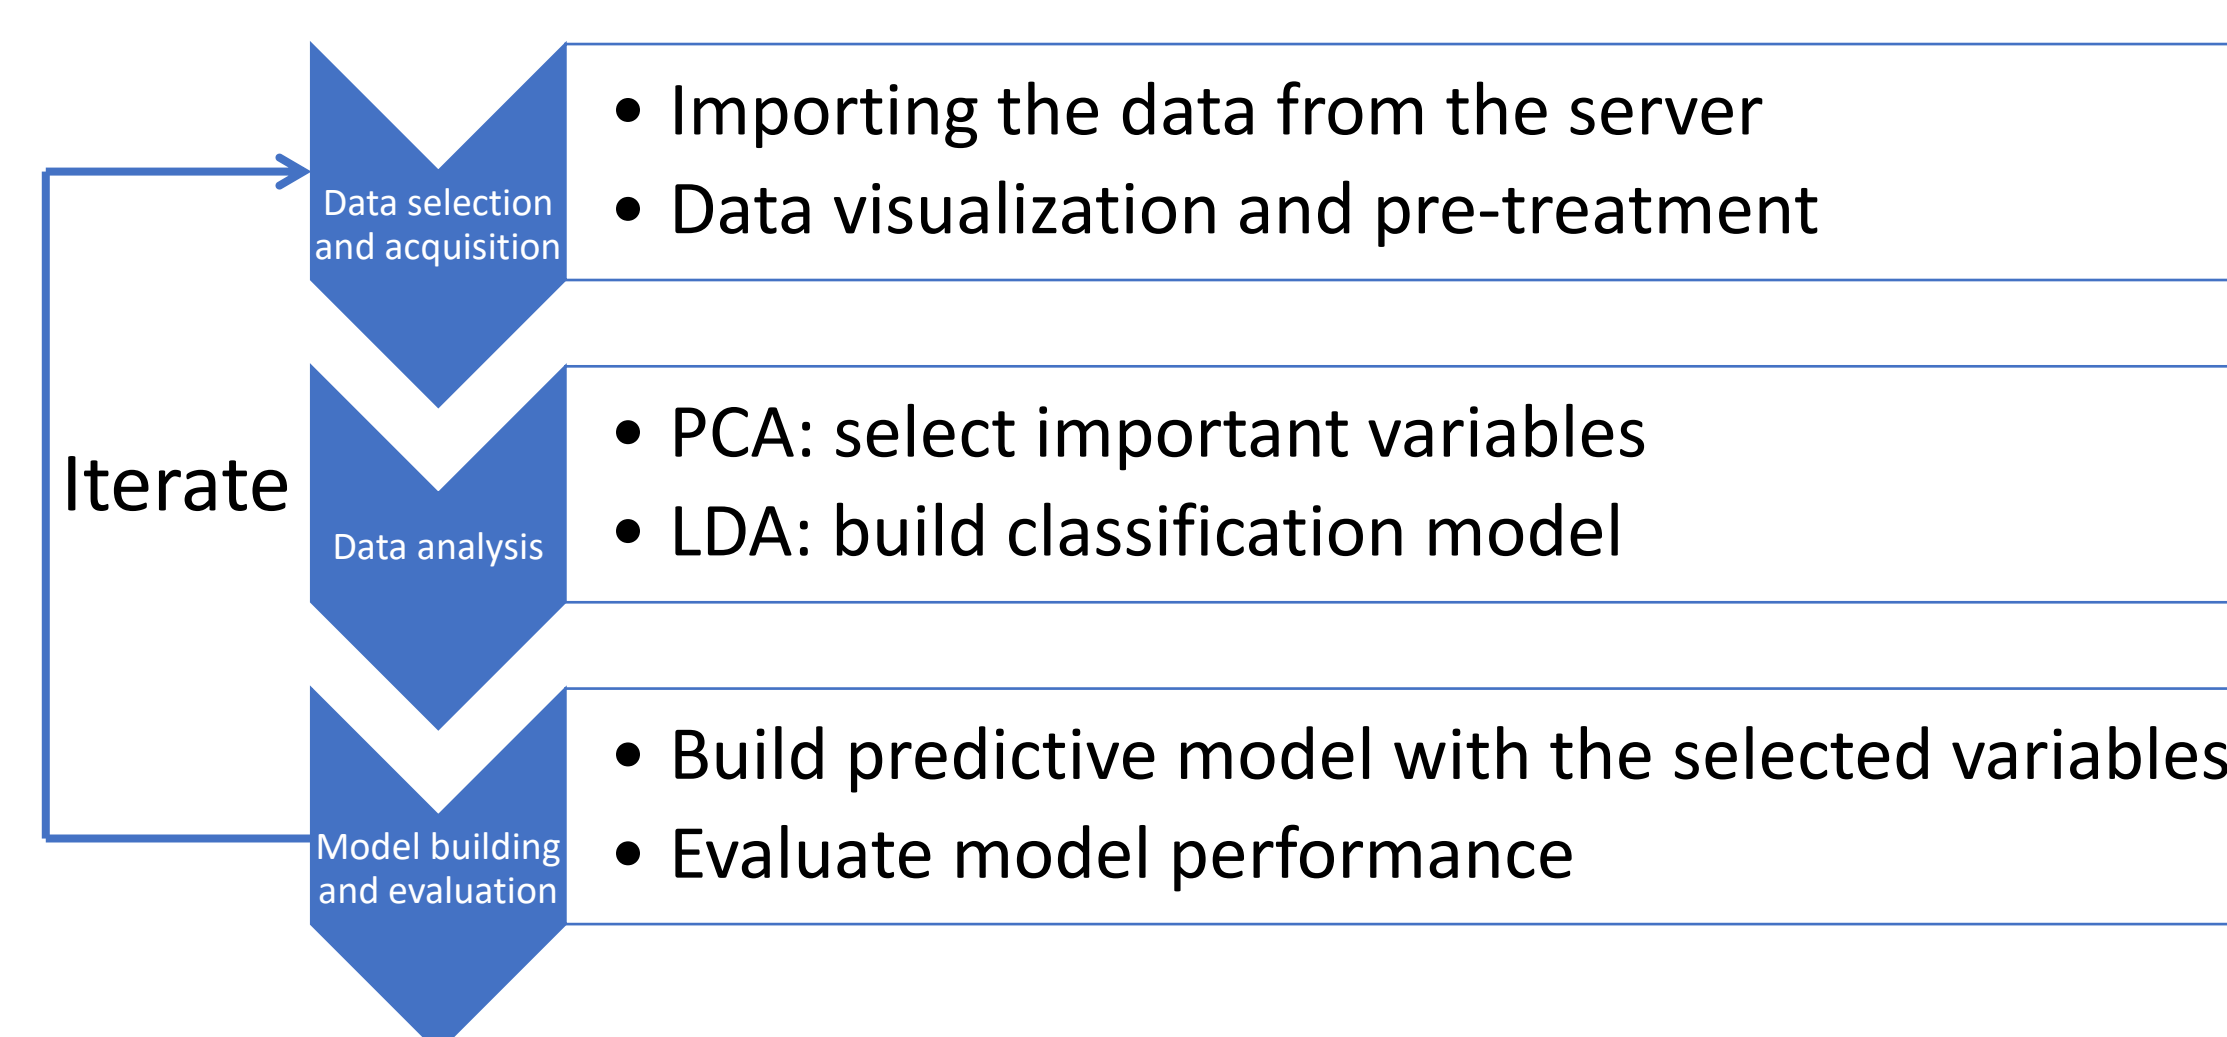 Data selection
and acquisition
• Importing the data from the server
• Data visualization and pre-treatment
Iterate
Data analysis
• PCA: select important variables
• LDA: build classification model
Model building
and evaluation
• Build predictive model with the selected variables
• Evaluate model performance